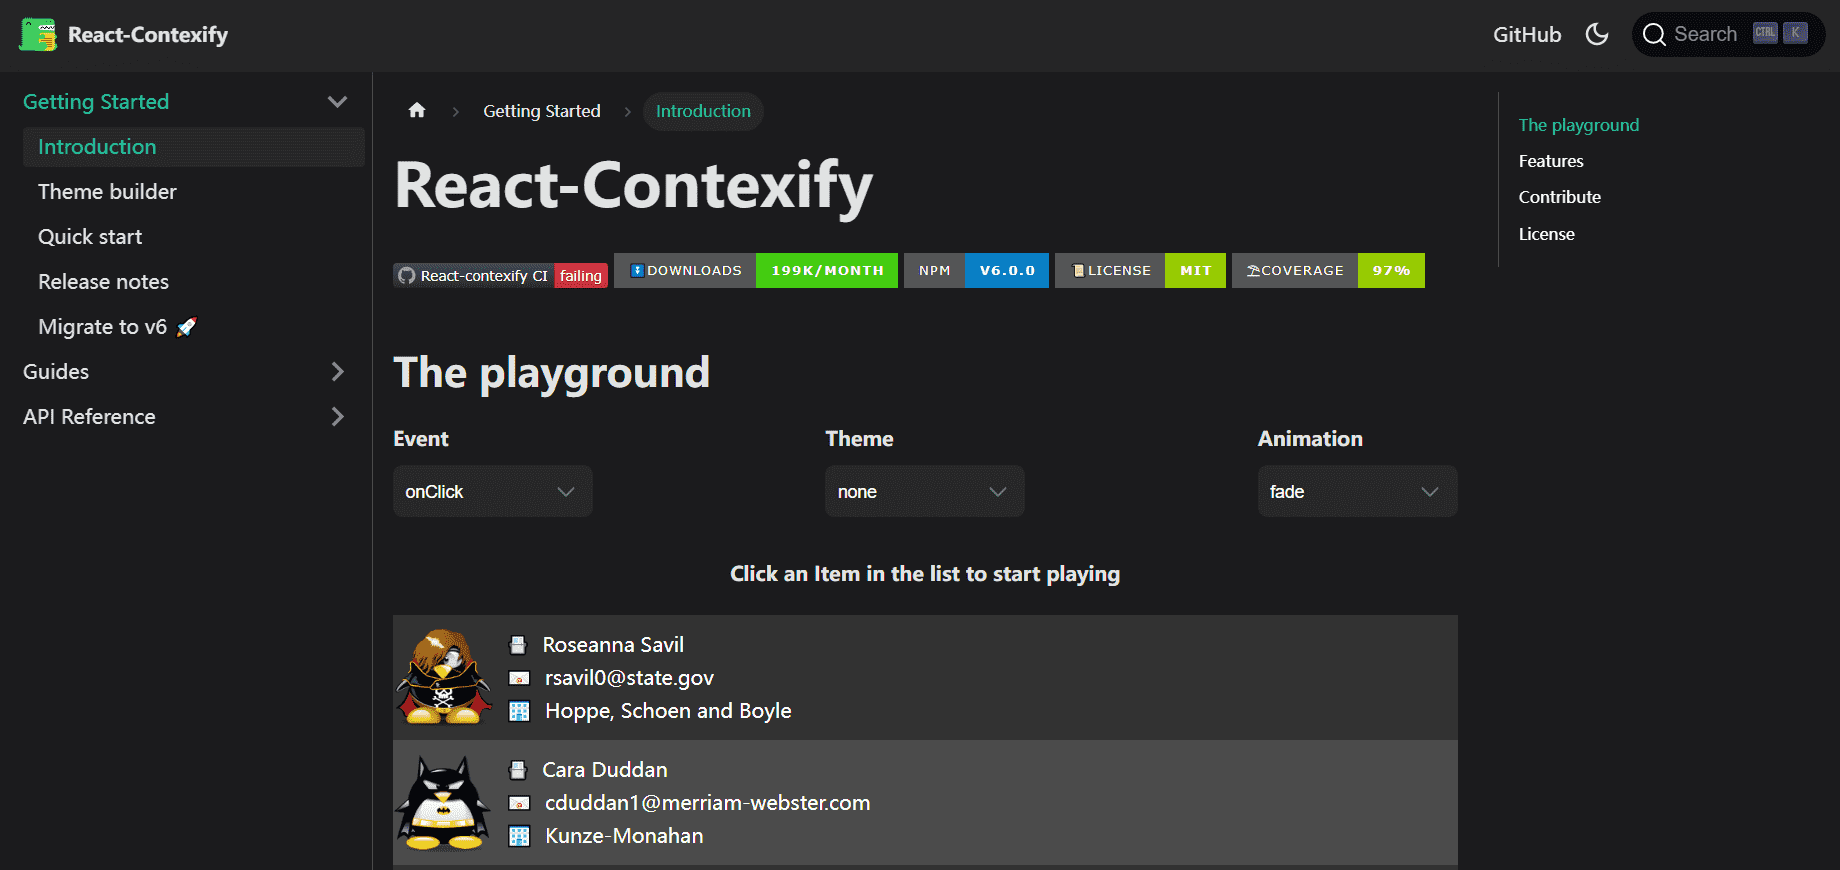 React-Contexify
GitHub
Search
CTRL K
Getting Started
Introduction
Theme builder
Quick start
Release notes
Migrate to v6 🚀
Guides
API Reference
Getting Started
Introduction
React-Contexify
React-contexify CI failing
DOWNLOADS 199K/MONTH
NPM V6.0.0
LICENSE MIT
COVERAGE 97%
The playground
Event
onClick
Theme
none
Animation
fade
Click an Item in the list to start playing
Roseanna Savil
rsavil0@state.gov
Hoppe, Schoen and Boyle
Cara Duddan
cduddan1@merriam-webster.com
Kunze-Monahan
The playground
Features
Contribute
License